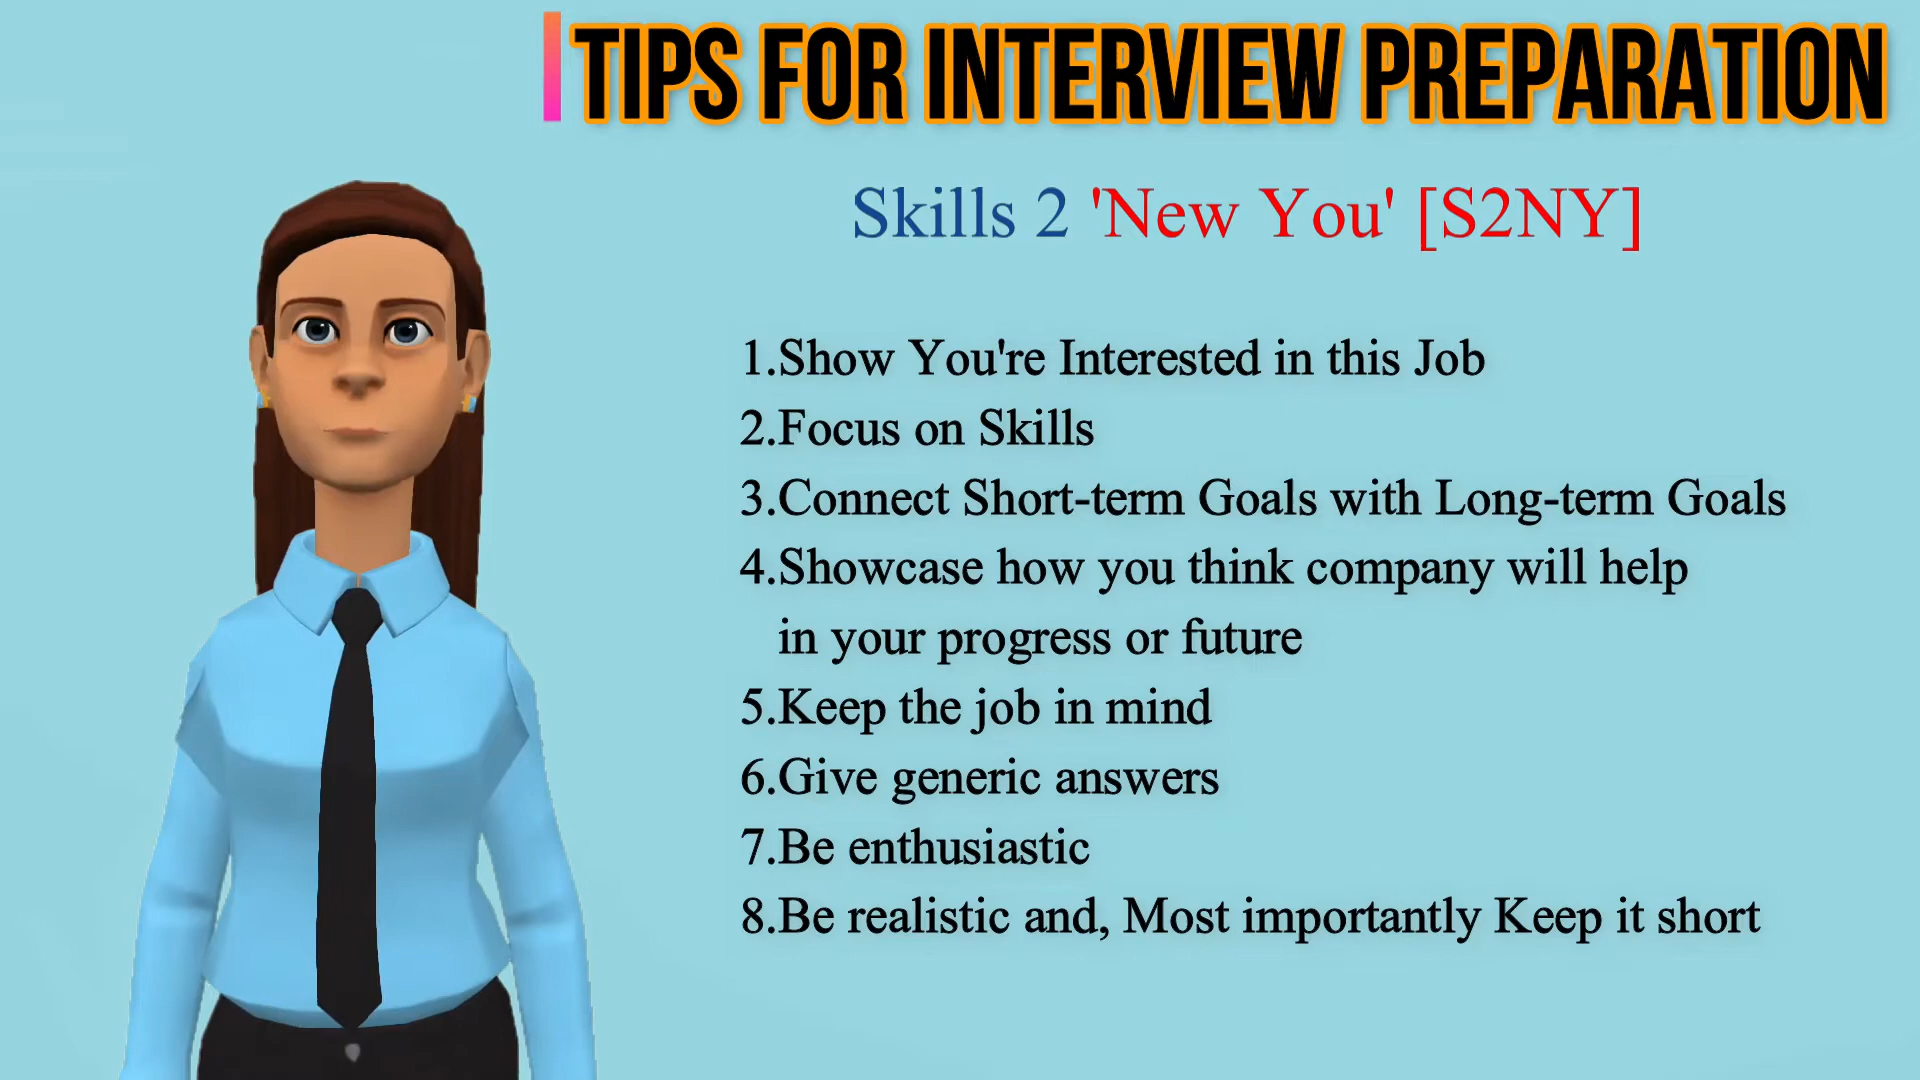 TIPS FOR INTERVIEW PREPARATION
Skills 2 'New You' [S2NY]
1.Show You're Interested in this Job
2.Focus on Skills
3.Connect Short-term Goals with Long-term Goals
4.Showcase how you think company will help
in your progress or future
5.Keep the job in mind
6.Give generic answers
7.Be enthusiastic
8.Be realistic and, Most importantly Keep it short